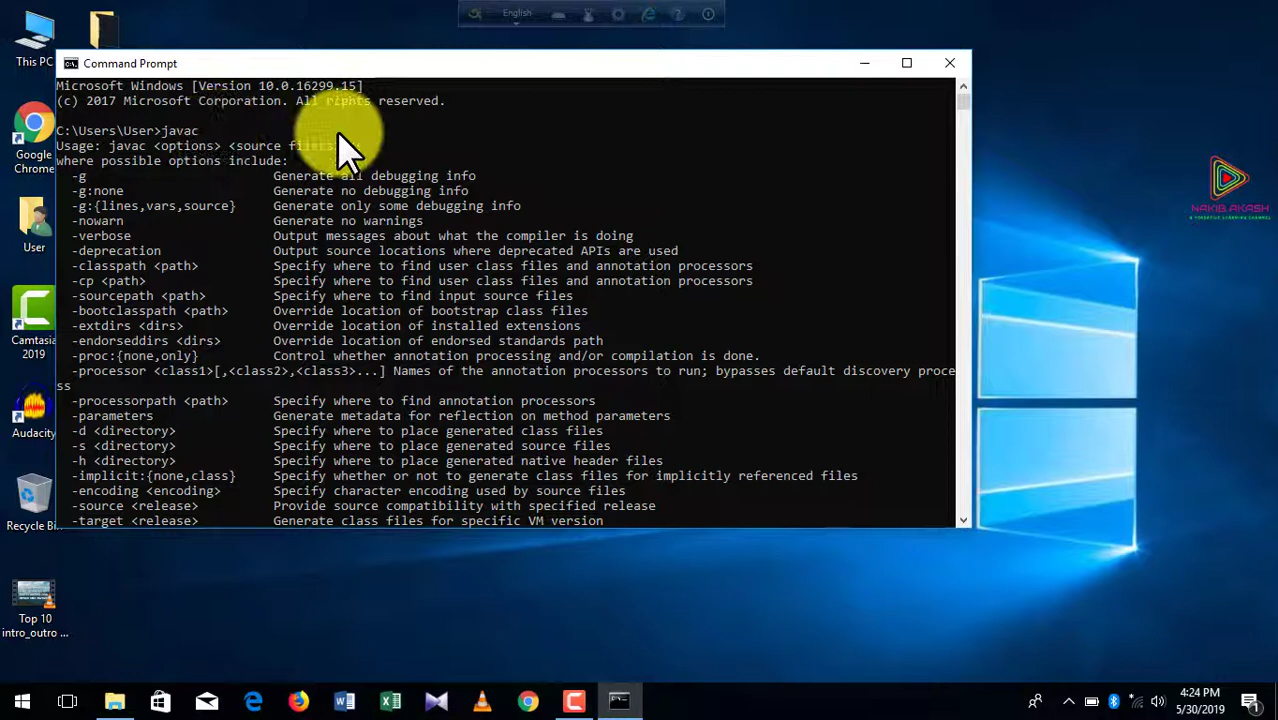 English
This PC
Command Prompt
Microsoft Windows [Version 10.0.16299.15]
(c) 2017 Microsoft Corporation. All rights reserved.
C:\Users\User>javac
Usage: javac <options> <source
where possible options include:
-g Generate all debugging info
-g:none Generate no debugging info
-g:{lines,vars,source} Generate only some debugging info
-nowarn Generate no warnings
-verbose Output messages about what the compiler is doing
-deprecation Output source locations where deprecated APIs are used
-classpath <path> Specify where to find user class files and annotation processors
-cp <path> Specify where to find user class files and annotation processors
-sourcepath <path> Specify where to find input source files
-bootclasspath <path> Override location of bootstrap class files
-extdirs <dirs> Override location of installed extensions
-endorseddirs <dirs> Override location of endorsed standards path
-proc:{none,only} Control whether annotation processing and/or compilation is done.
-processor <class1>[,<class2>,<class3>...] Names of the annotation processors to run; bypasses default discovery proce
ss
-processorpath <path> Specify where to find annotation processors
-parameters Generate metadata for reflection on method parameters
-d <directory> Specify where to place generated class files
-s <directory> Specify where to place generated source files
-h <directory> Specify where to place generated native header files
-implicit:{none,class} Specify whether or not to generate class files for implicitly referenced files
-encoding <encoding> Specify character encoding used by source files
-source <release> Provide source compatibility with specified release
-target <release> Generate class files for specific VM version
Google
Chrome
User
Camtasia
2019
Audacity
Recycle Bin
Top 10
intro_outro ...
NAKIB AKASH
4:24 PM
5/30/2019
1